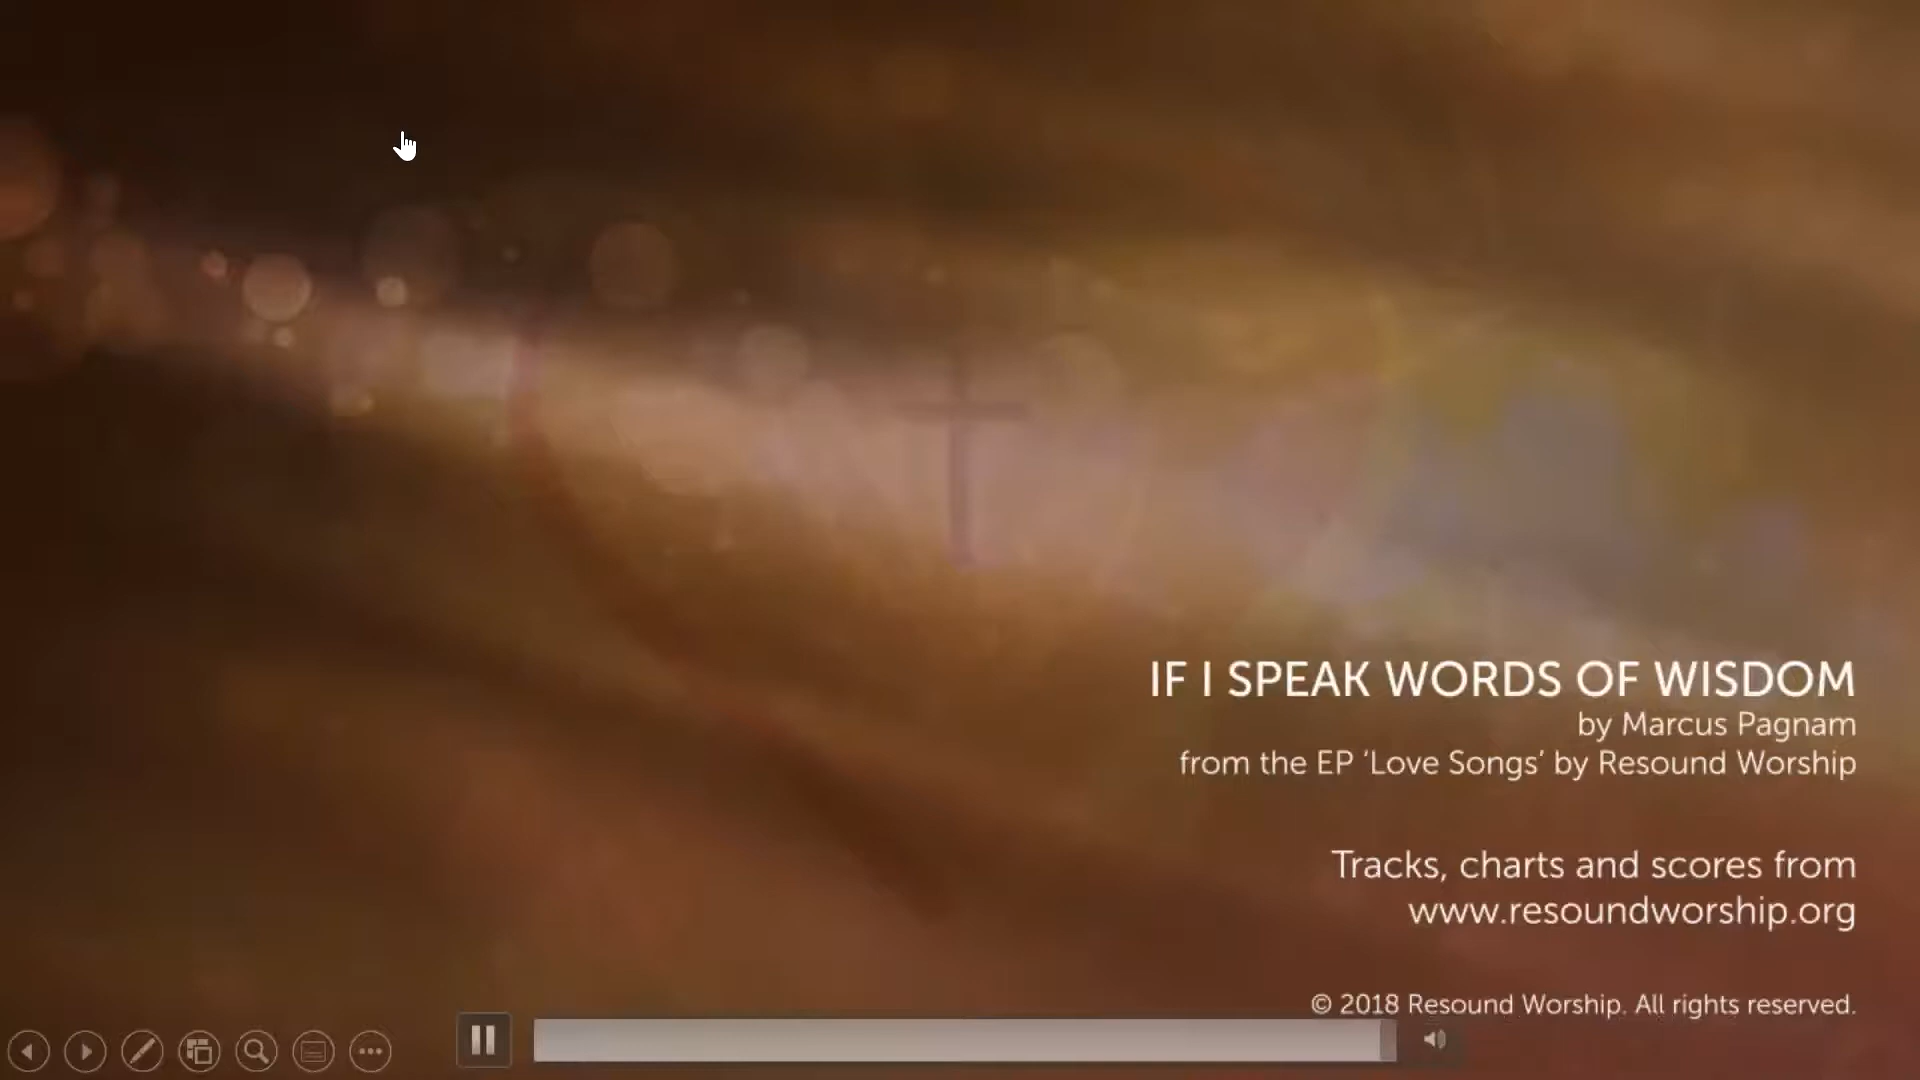 IF I SPEAK WORDS OF WISDOM
by Marcus Pagnam
from the EP ‘Love Songs’ by Resound Worship
Tracks, charts and scores from
www.resoundworship.org
© 2018 Resound Worship. All rights reserved.